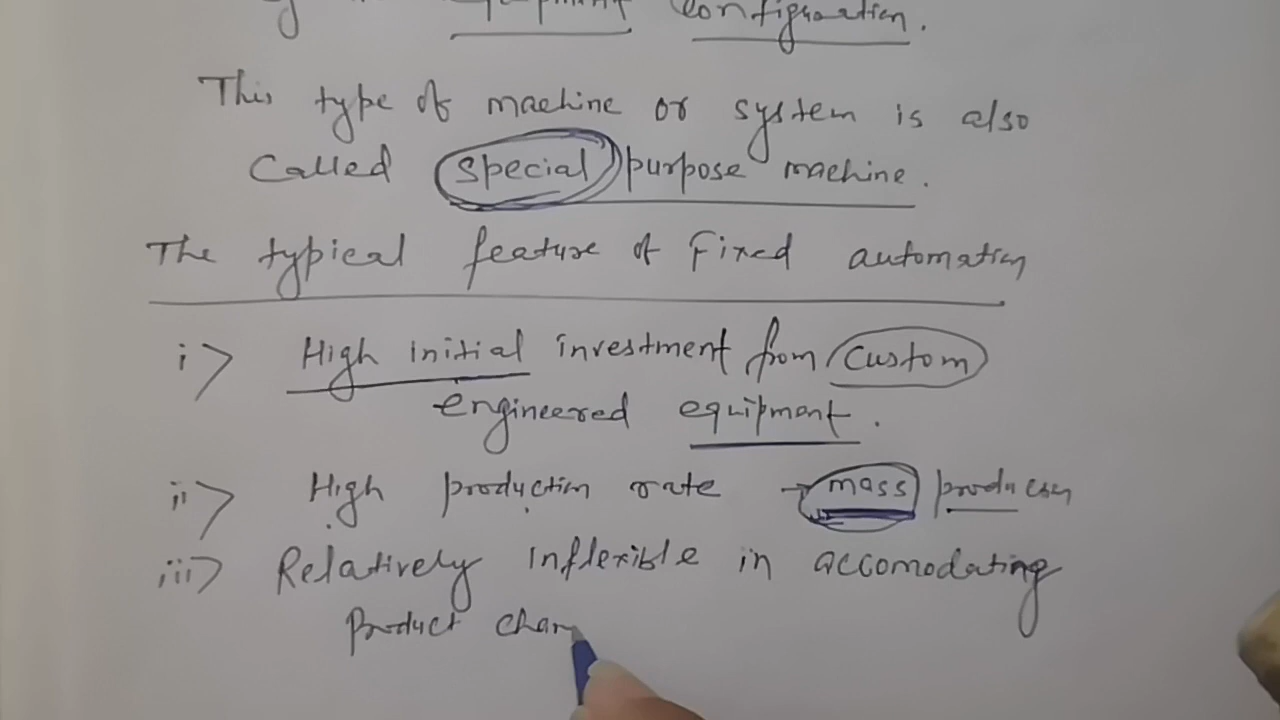 configuration.
This type of machine or system is also
Called special purpose machine.
The typical feature of Fixed automation
i> High initial investment from custom
engineered equipment.
ii> High production rate → mass production
iii> Relatively inflexible in accomodating
Product chan